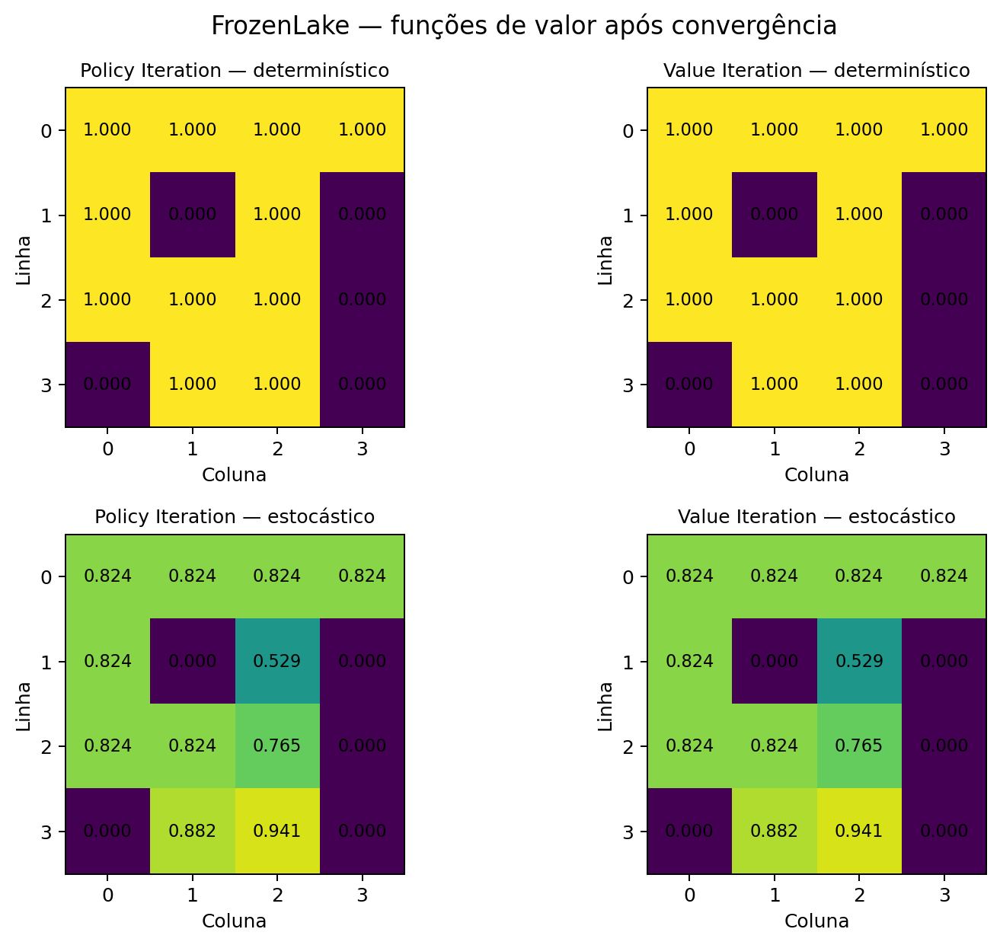 FrozenLake — funções de valor após convergência
Policy Iteration — determinístico
0 1.000 1.000 1.000 1.000
1 1.000 0.000 1.000 0.000
2 1.000 1.000 1.000 0.000
3 0.000 1.000 1.000 0.000
Linha
0 1 2 3
Coluna
Value Iteration — determinístico
0 1.000 1.000 1.000 1.000
1 1.000 0.000 1.000 0.000
2 1.000 1.000 1.000 0.000
3 0.000 1.000 1.000 0.000
Linha
0 1 2 3
Coluna
Policy Iteration — estocástico
0 0.824 0.824 0.824 0.824
1 0.824 0.000 0.529 0.000
2 0.824 0.824 0.765 0.000
3 0.000 0.882 0.941 0.000
Linha
0 1 2 3
Coluna
Value Iteration — estocástico
0 0.824 0.824 0.824 0.824
1 0.824 0.000 0.529 0.000
2 0.824 0.824 0.765 0.000
3 0.000 0.882 0.941 0.000
Linha
0 1 2 3
Coluna